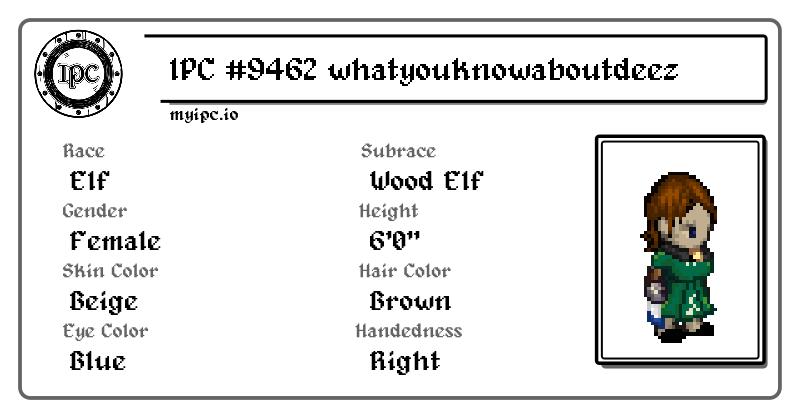 IPC
IPC #9462 whatyouknowaboutdeez
myipc.io
Race
Elf
Subrace
Wood Elf
Gender
Female
Height
6'0"
Skin Color
Beige
Hair Color
Brown
Eye Color
Blue
Handedness
Right